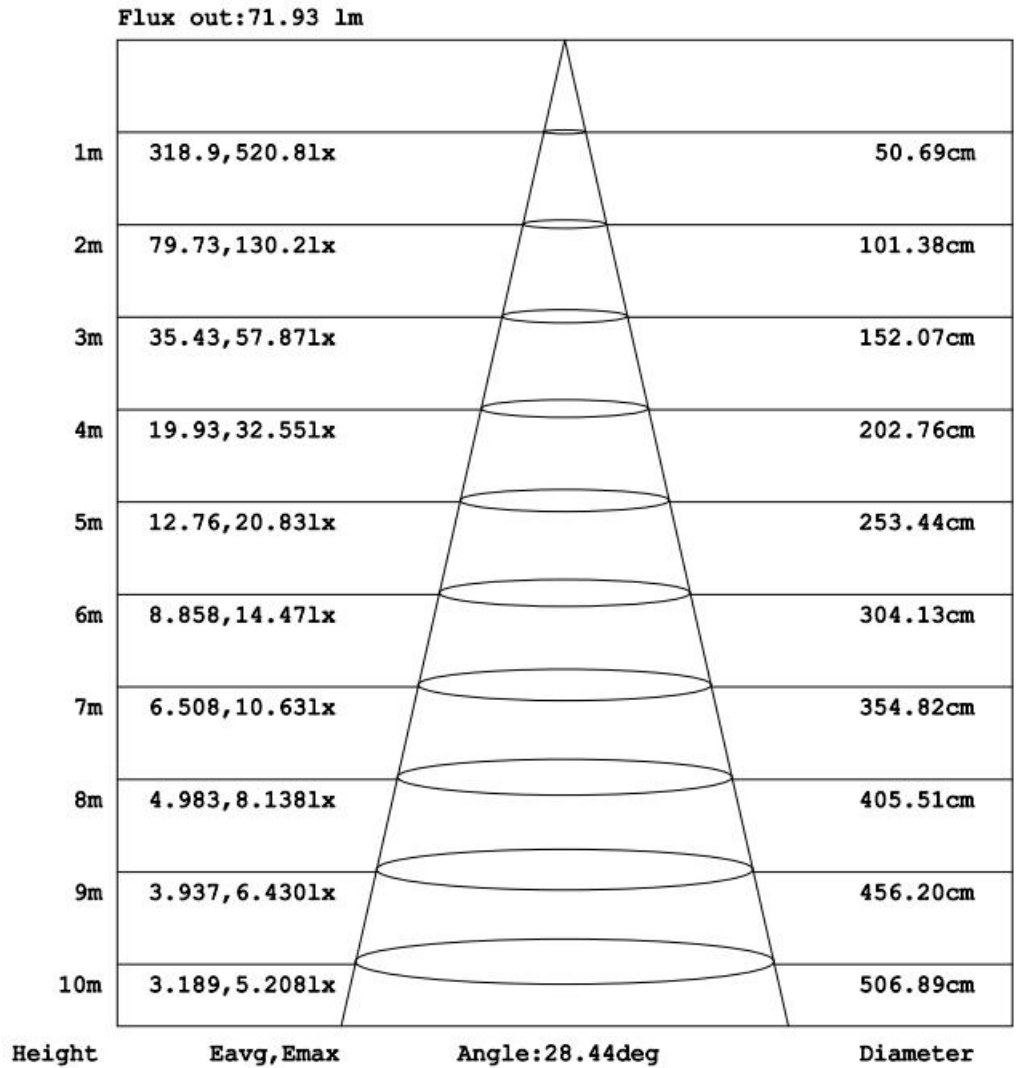 Flux out:71.93 lm
1m 318.9,520.8lx 50.69cm
2m 79.73,130.2lx 101.38cm
3m 35.43,57.87lx 152.07cm
4m 19.93,32.55lx 202.76cm
5m 12.76,20.83lx 253.44cm
6m 8.858,14.47lx 304.13cm
7m 6.508,10.63lx 354.82cm
8m 4.983,8.138lx 405.51cm
9m 3.937,6.430lx 456.20cm
10m 3.189,5.208lx 506.89cm
Height Eavg,Emax Angle:28.44deg Diameter